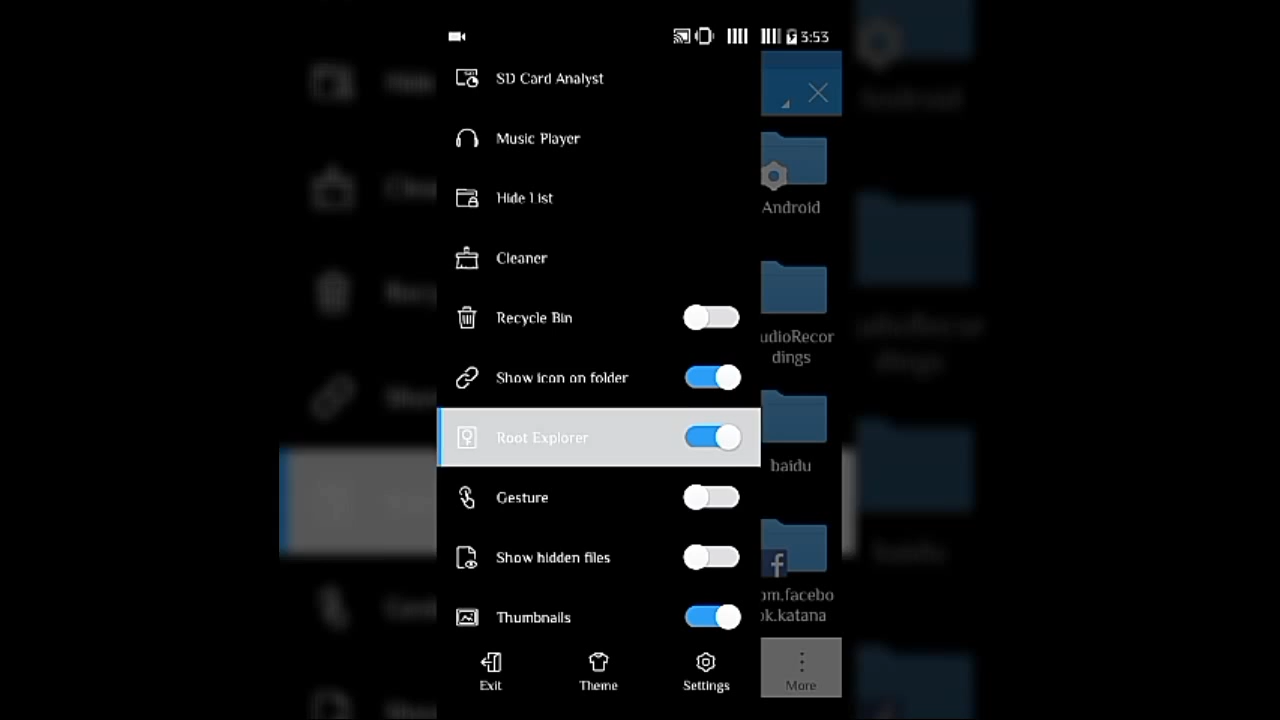 3:53
SD Card Analyst
Music Player
Hide List
Cleaner
Recycle Bin
Show icon on folder
Root Explorer
Gesture
Show hidden files
Thumbnails
Exit
Theme
Settings
Android
udioRecor
dings
baidu
om.facebo
ok.katana
More